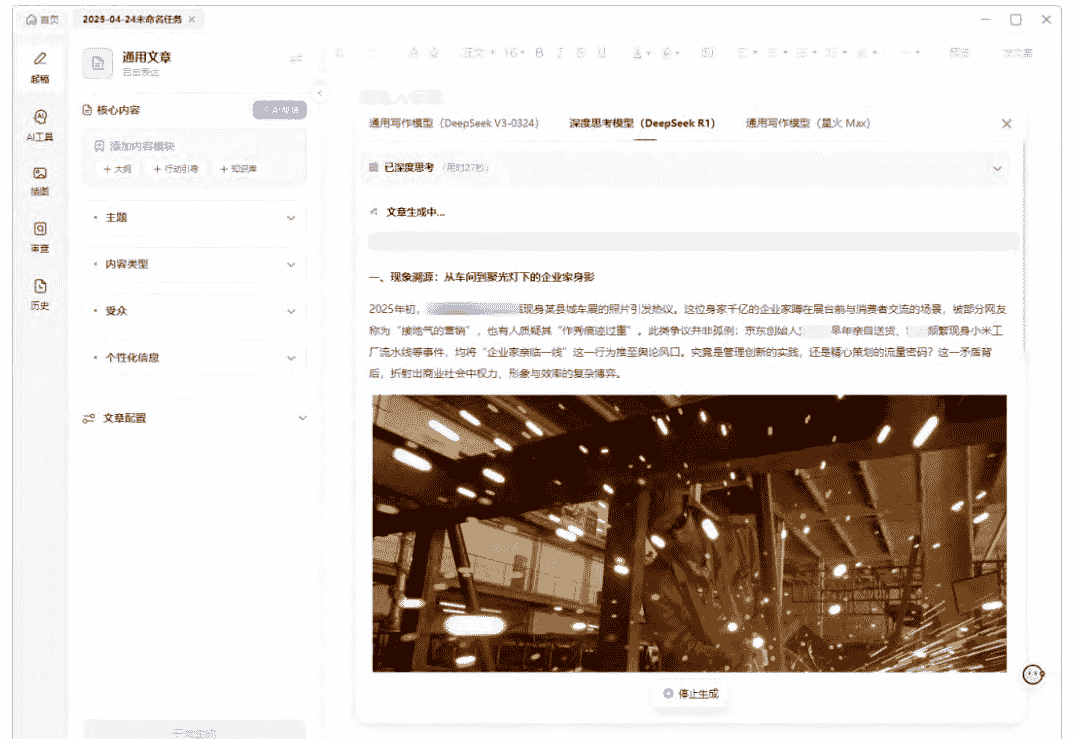 首页
2025-04-24未命名任务
起稿
AI工具
插图
审查
历史
通用文章
自由表达
核心内容
添加内容模块
+ 大纲 + 行动引导 + 知识库
主题
内容类型
受众
个性化信息
文章配置
正文 16 B I S U
通用写作模型（DeepSeek V3-0324） 深度思考模型（DeepSeek R1） 通用写作模型（星火 Max）
已深度思考 （用时27秒）
文章生成中...
一、现象溯源：从车间到聚光灯下的企业家身影
2025年初， 现身某县城车展的照片引发热议。这位身家千亿的企业家蹲在展台前与消费者交流的场景，被部分网友
称为“接地气的营销”，也有人质疑其“作秀痕迹过重”。此类争议并非孤例：京东创始人 早年亲自送货、 频繁现身小米工
厂流水线等事件，均将“企业家亲临一线”这一行为推至舆论风口。究竟是管理创新的实践，还是精心策划的流量密码？这一矛盾背
后，折射出商业社会中权力、形象与效率的复杂博弈。
停止生成